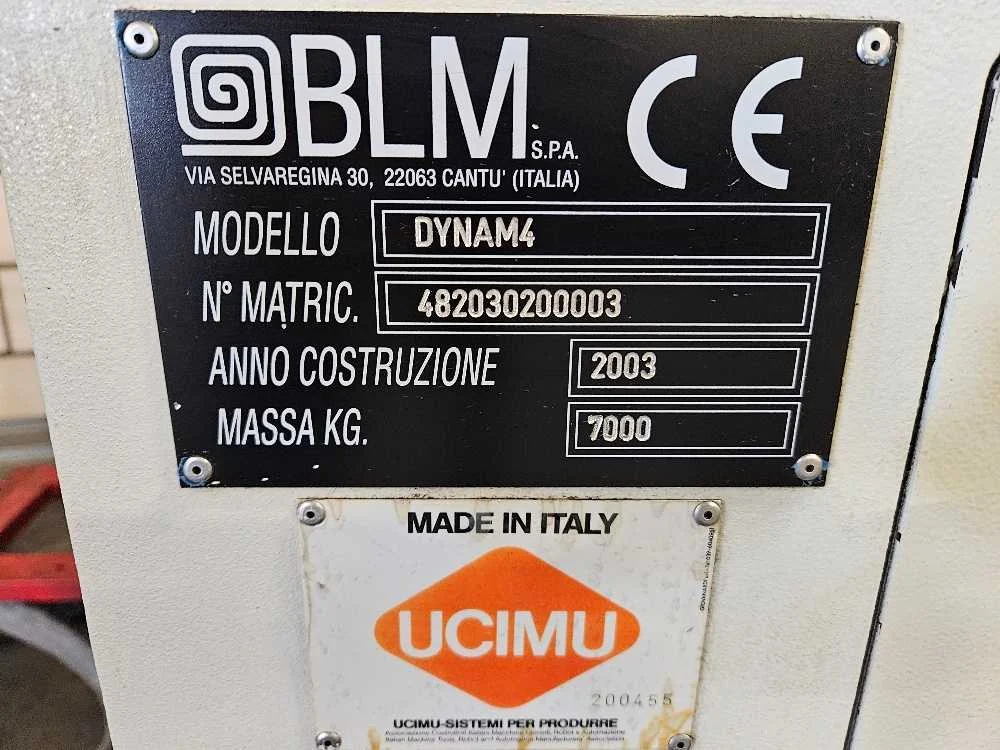 BLM S.P.A. CE
VIA SELVAREGINA 30, 22063 CANTU' (ITALIA)
MODELLO DYNAM4
N° MATRIC. 482030200003
ANNO COSTRUZIONE 2003
MASSA KG. 7000
MADE IN ITALY
UCIMU
200455
UCIMU-SISTEMI PER PRODURRE